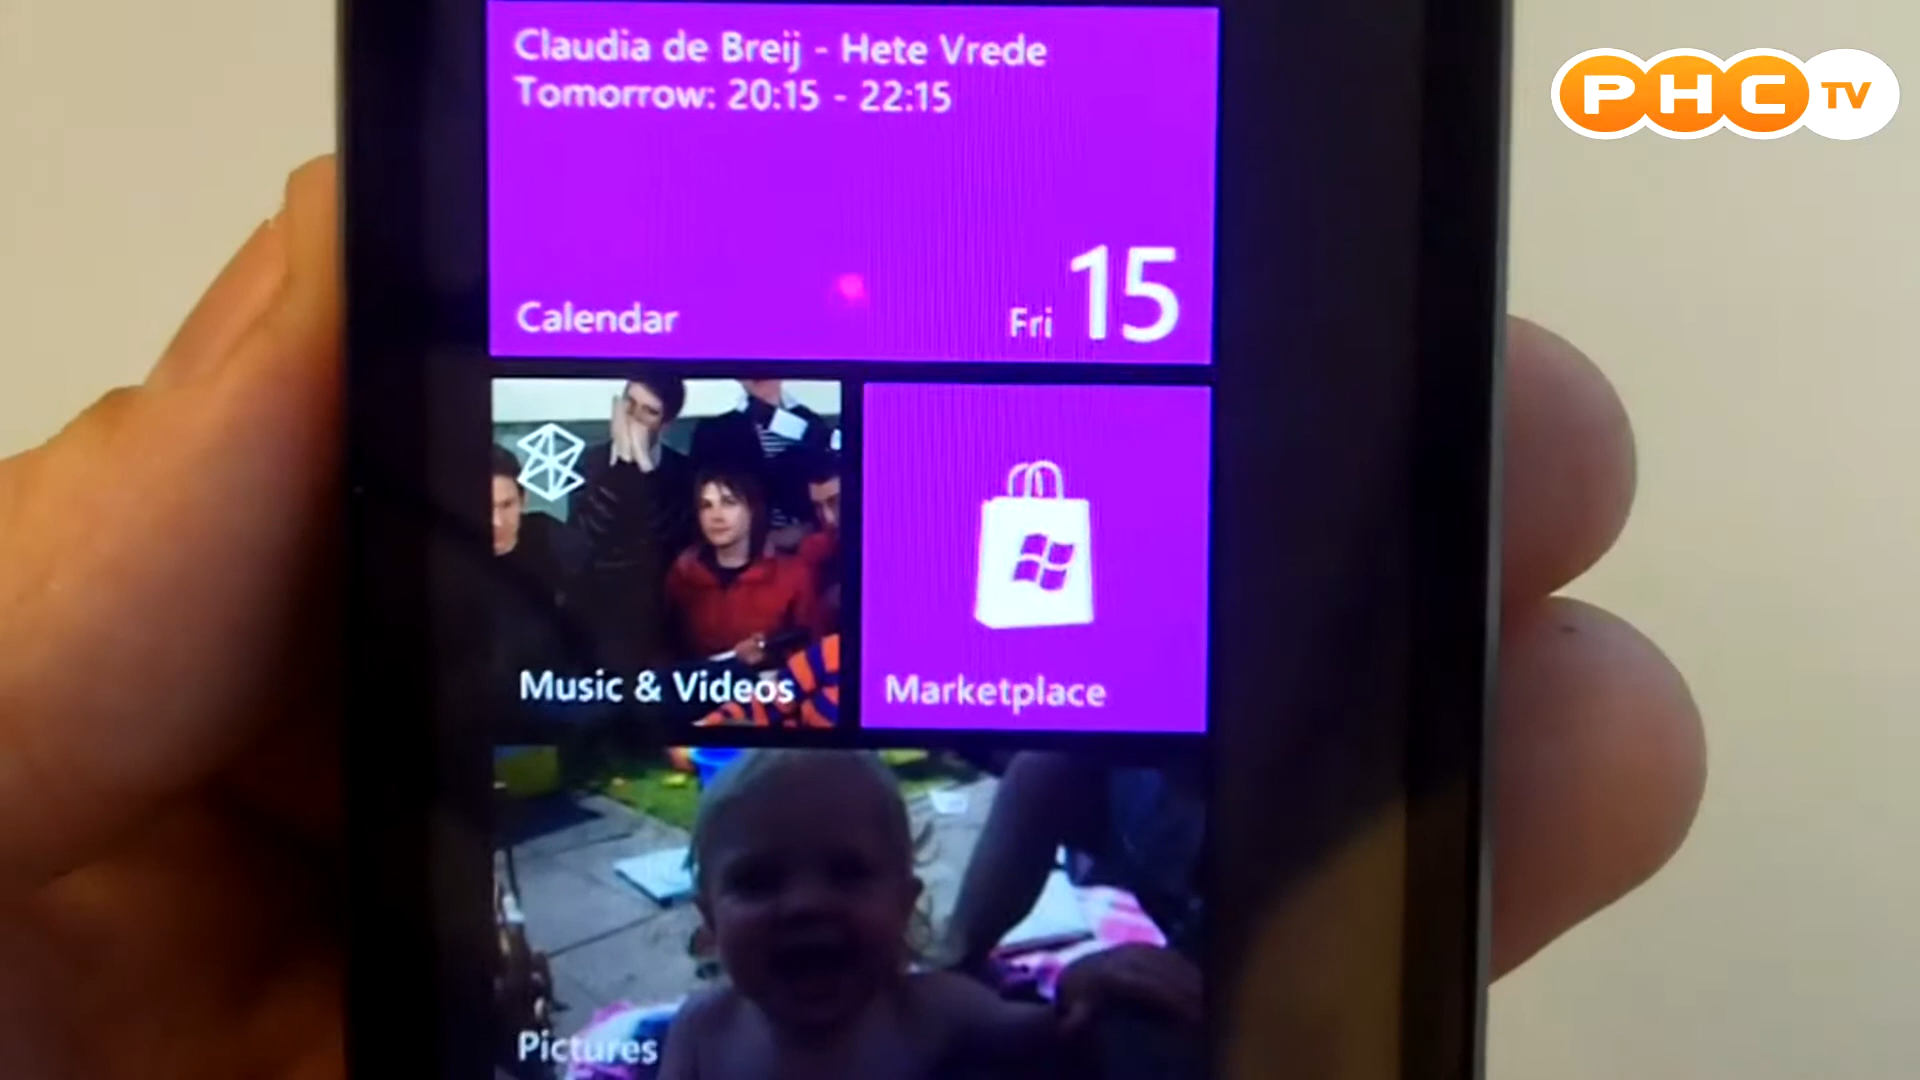 Claudia de Breij - Hete Vrede
Tomorrow: 20:15 - 22:15
PHC TV
Calendar
Fri 15
Music & Videos
Marketplace
Pictures